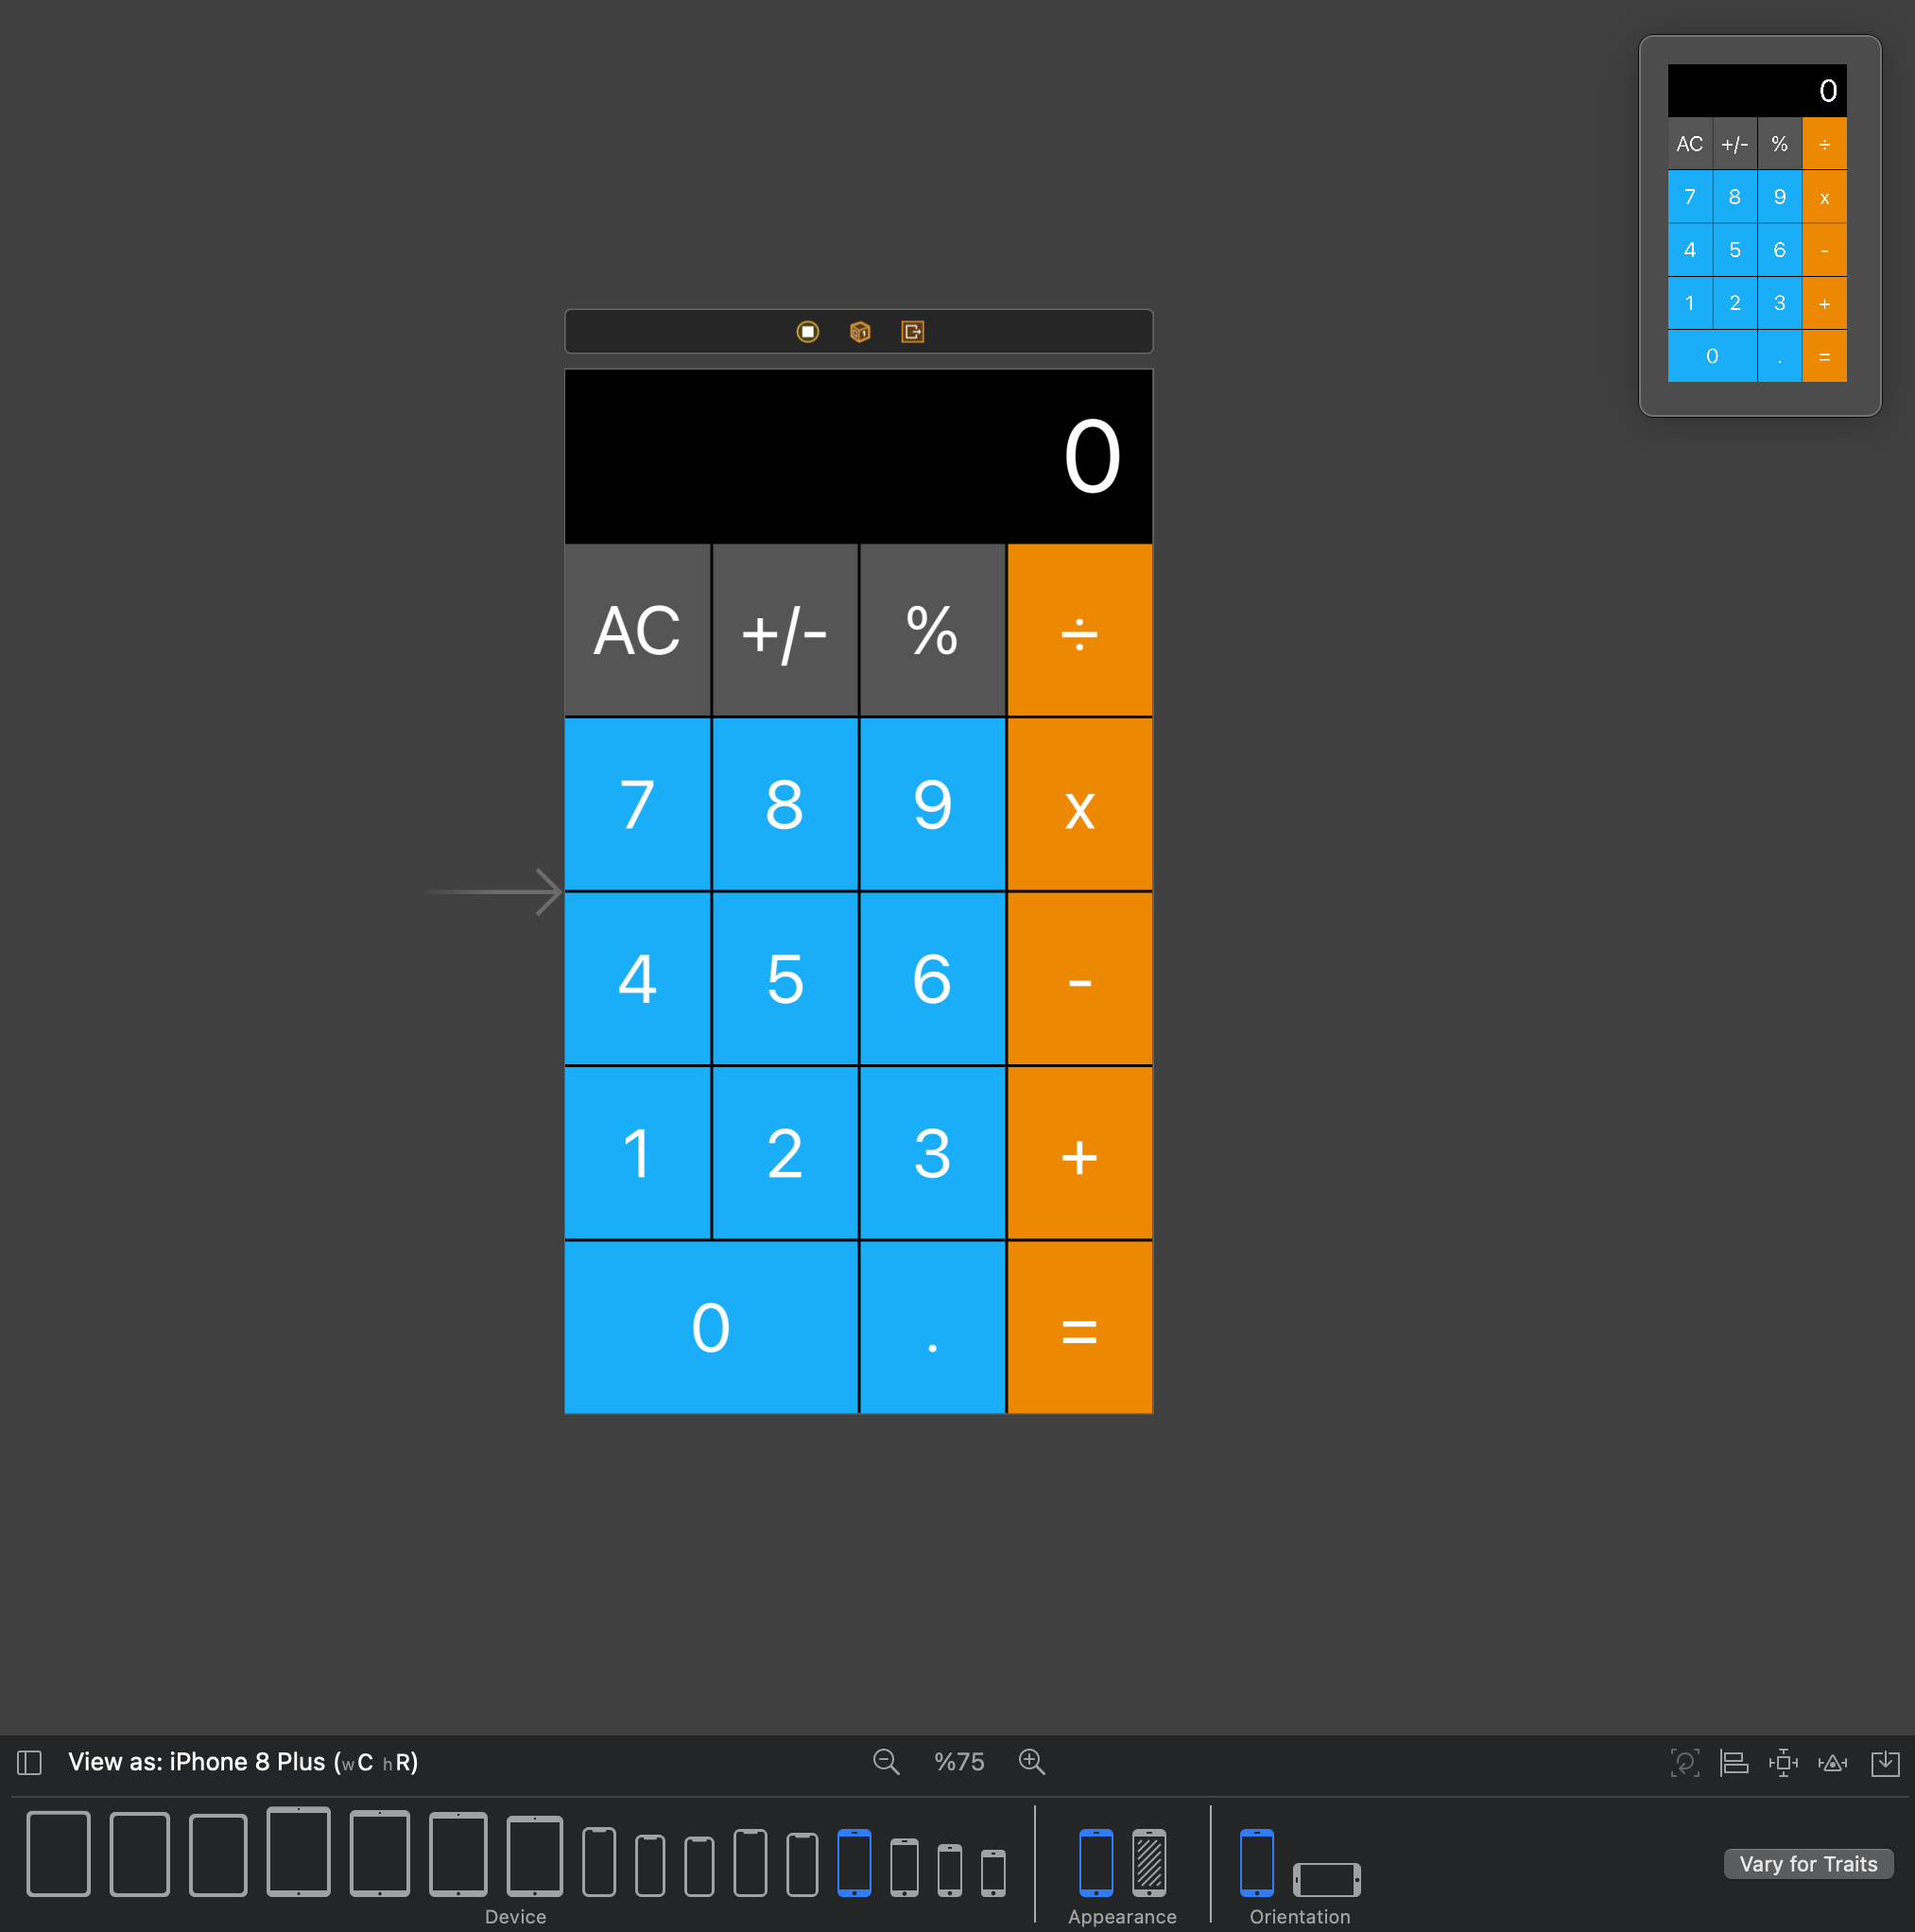 0
AC +/- % ÷
7 8 9 x
4 5 6 -
1 2 3 +
0 . =
0
AC +/- % ÷
7 8 9 x
4 5 6 -
1 2 3 +
0 . =
View as: iPhone 8 Plus (wC hR)
%75
Vary for Traits
Device
Appearance
Orientation